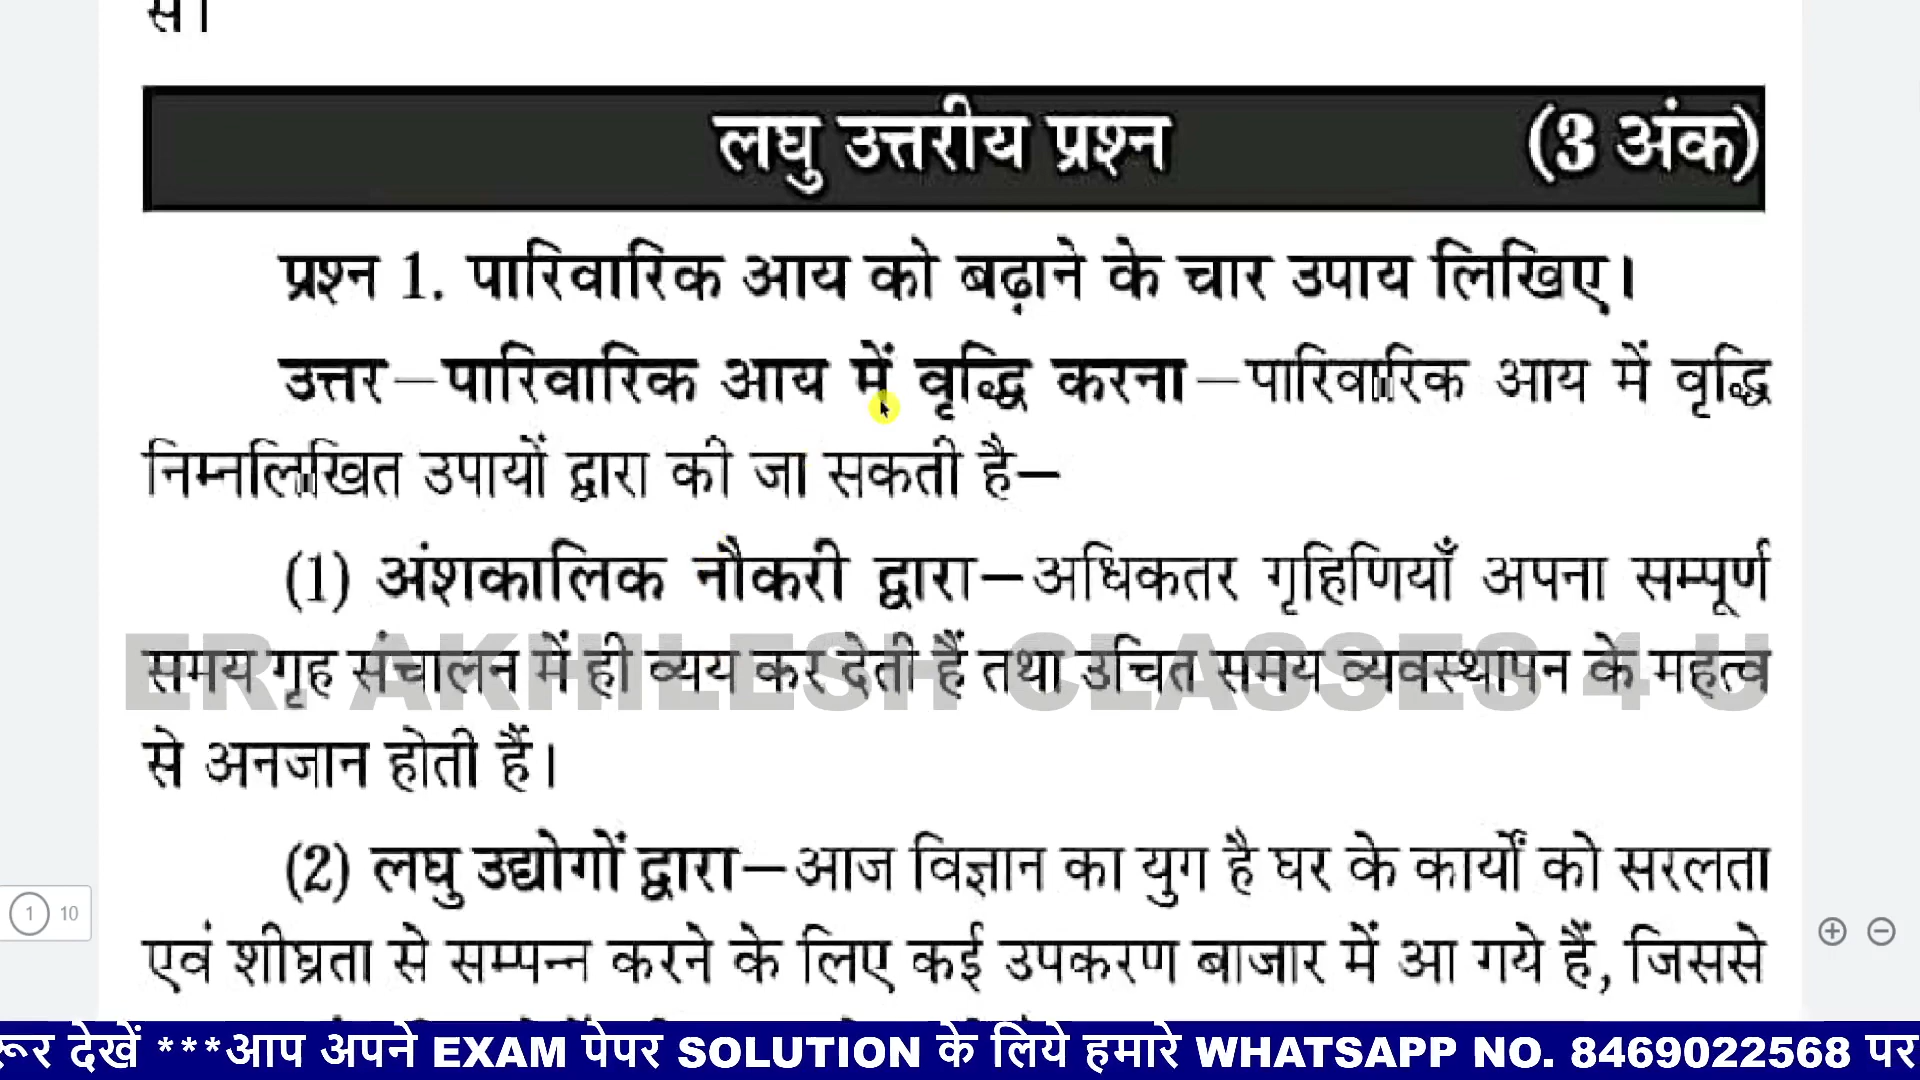 से।
लघु उत्तरीय प्रश्न (3 अंक)
प्रश्न 1. पारिवारिक आय को बढ़ाने के चार उपाय लिखिए।
उत्तर–पारिवारिक आय में वृद्धि करना–पारिवारिक आय में वृद्धि
निम्नलिखित उपायों द्वारा की जा सकती है–
(1) अंशकालिक नौकरी द्वारा–अधिकतर गृहिणियाँ अपना सम्पूर्ण
समय गृह संचालन में ही व्यय कर देती हैं तथा उचित समय व्यवस्थापन के महत्व
ER. AKHILESH CLASSES 4 U
से अनजान होती हैं।
(2) लघु उद्योगों द्वारा–आज विज्ञान का युग है घर के कार्यों को सरलता
1 10
एवं शीघ्रता से सम्पन्न करने के लिए कई उपकरण बाजार में आ गये हैं, जिससे
रूर देखें ***आप अपने EXAM पेपर SOLUTION के लिये हमारे WHATSAPP NO. 8469022568 पर